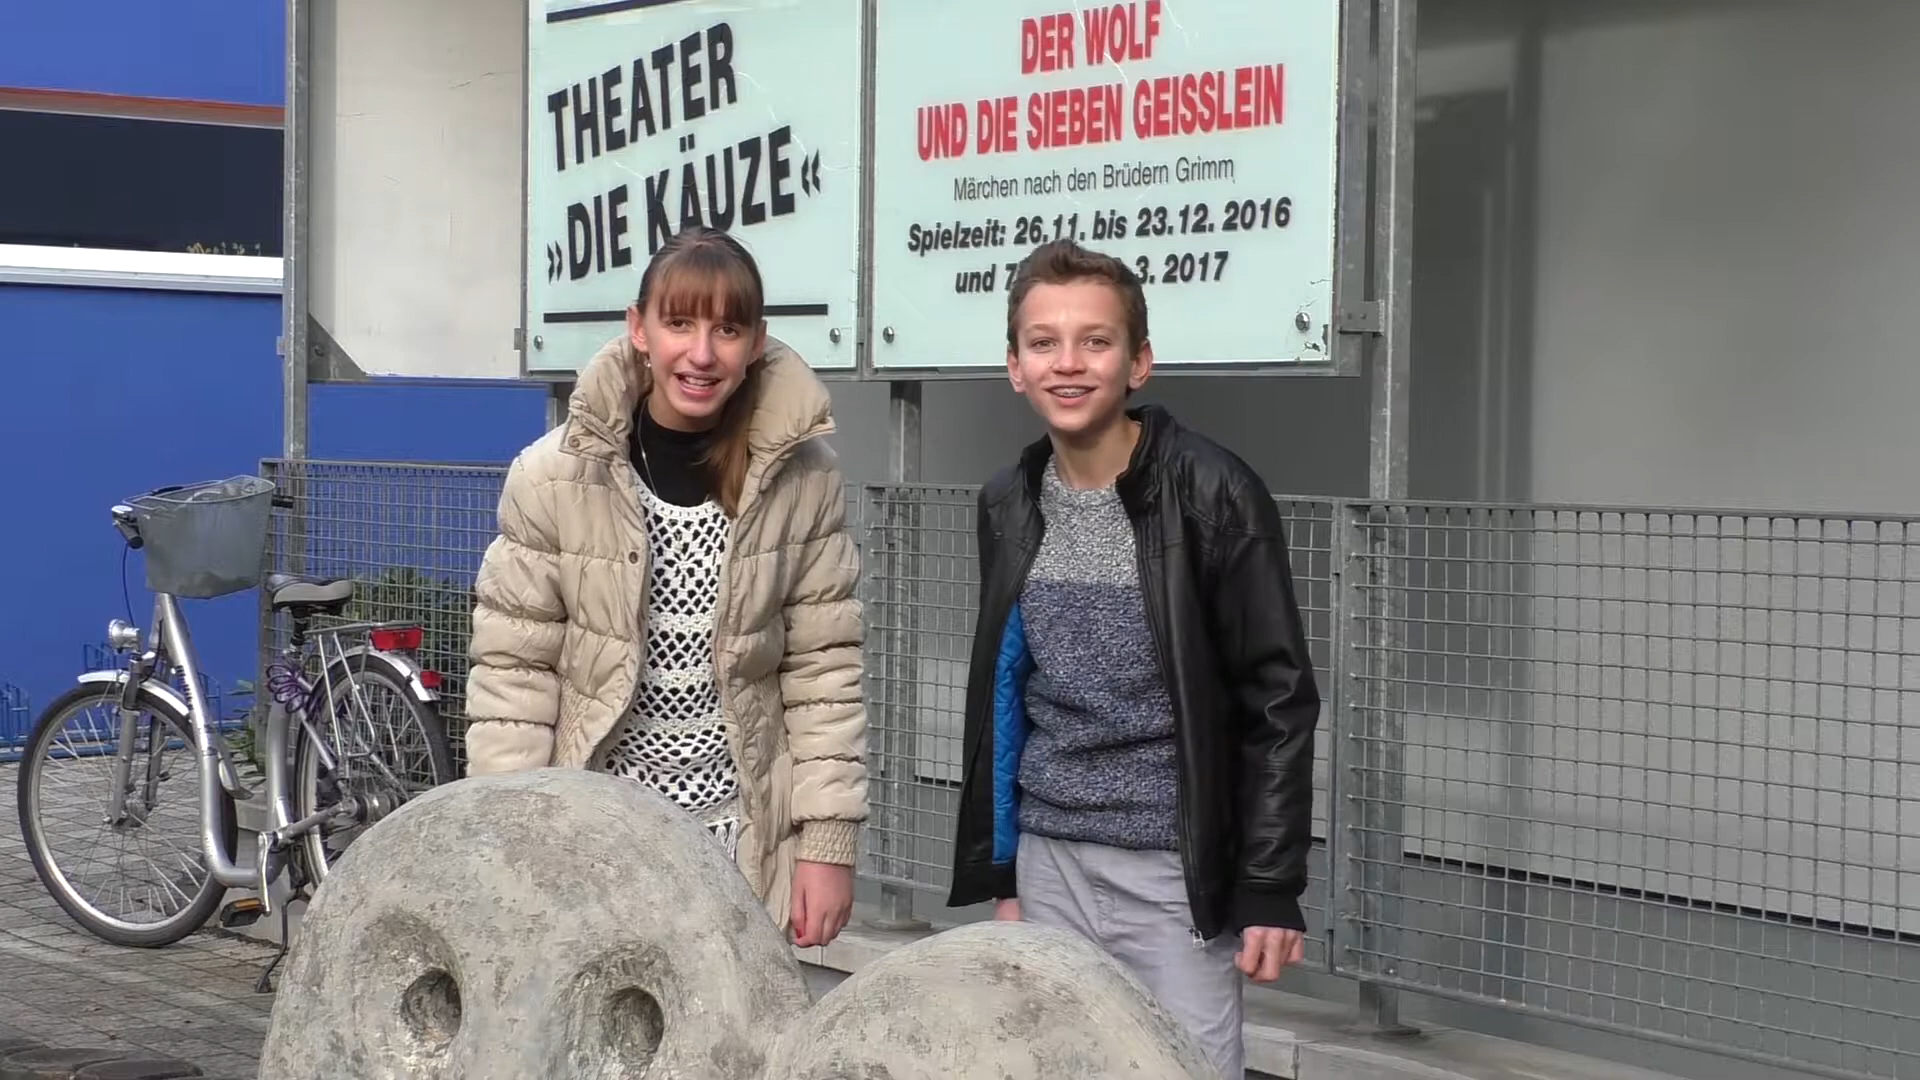 THEATER
»DIE KÄUZE«
DER WOLF
UND DIE SIEBEN GEISSLEIN
Märchen nach den Brüdern Grimm
Spielzeit: 26.11. bis 23.12. 2016
und 3. 2017